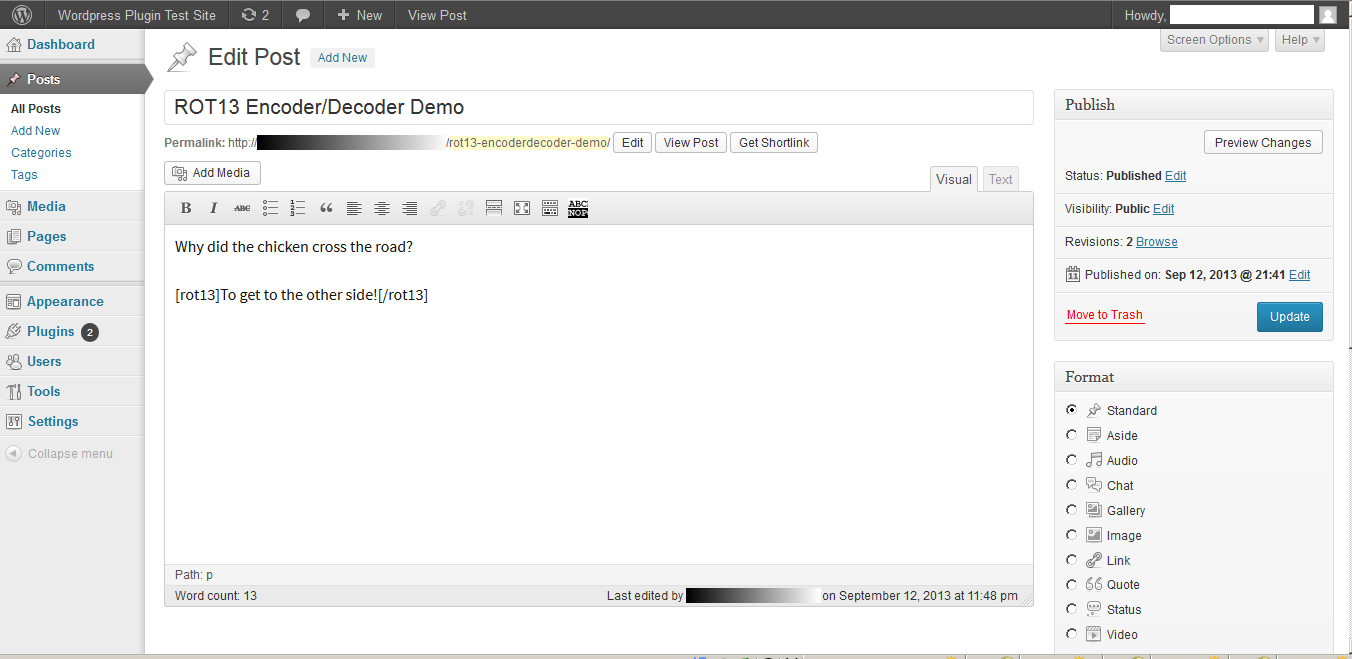 Wordpress Plugin Test Site 2 New View Post Howdy,
Screen Options Help
Dashboard
Posts
All Posts
Add New
Categories
Tags
Media
Pages
Comments
Appearance
Plugins 2
Users
Tools
Settings
Collapse menu
Edit Post Add New
ROT13 Encoder/Decoder Demo
Permalink: http:// /rot13-encoderdecoder-demo/ Edit View Post Get Shortlink
Add Media
Visual Text
B I ABC 1 2 3 “ ABC NOP
Why did the chicken cross the road?
[rot13]To get to the other side![/rot13]
Path: p
Word count: 13 Last edited by on September 12, 2013 at 11:48 pm
Publish
Preview Changes
Status: Published Edit
Visibility: Public Edit
Revisions: 2 Browse
11 Published on: Sep 12, 2013 @ 21:41 Edit
Move to Trash Update
Format
Standard
Aside
Audio
Chat
Gallery
Image
Link
Quote
Status
Video